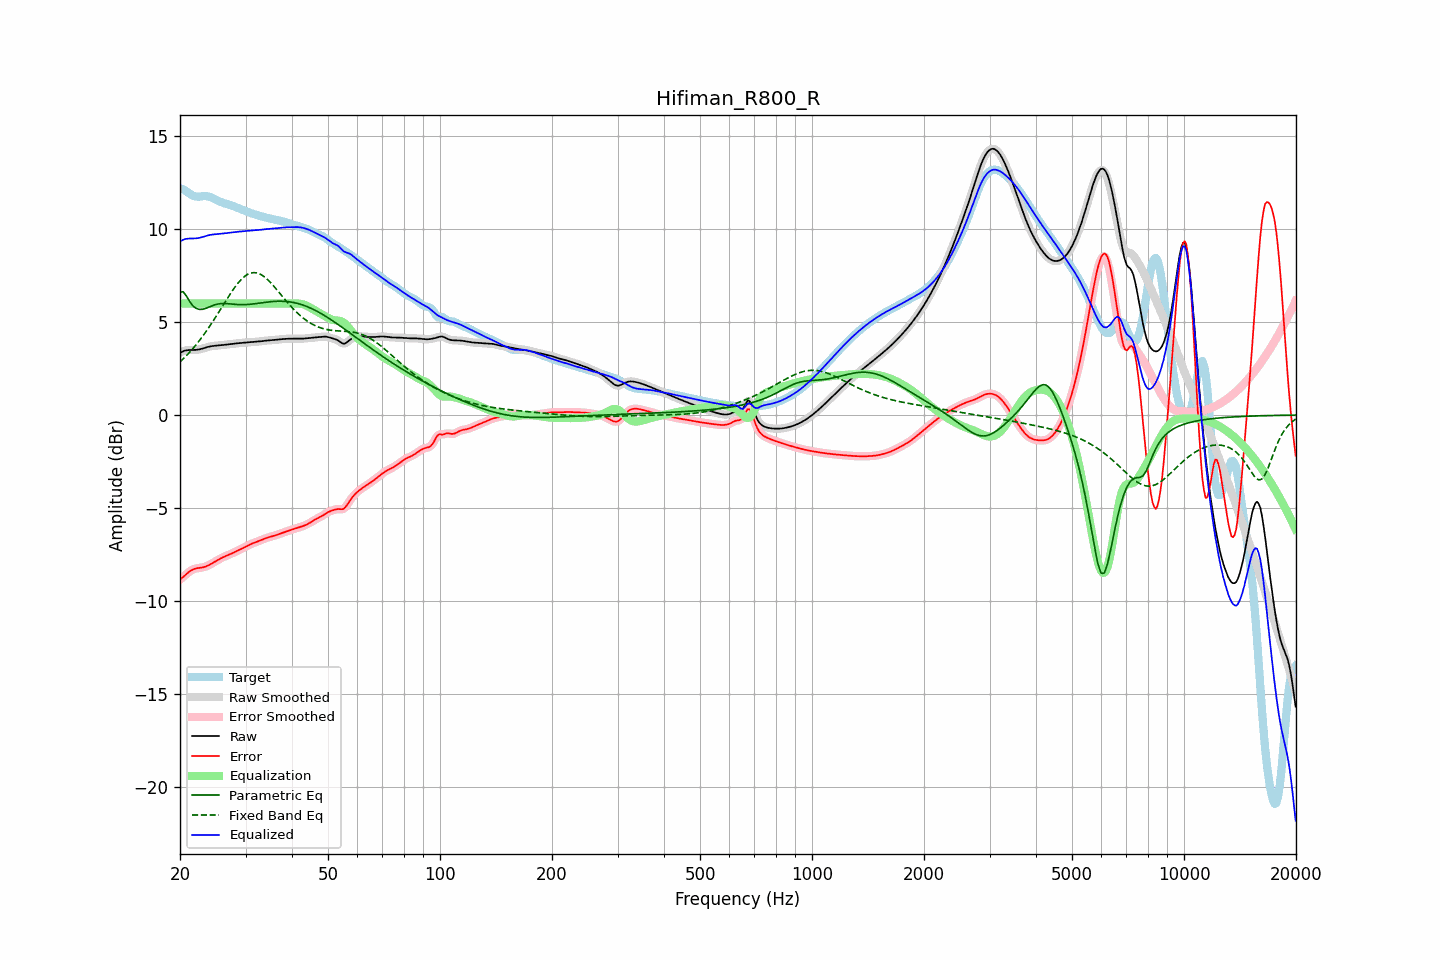 Hifiman_R800_R
15
10
5
0
−5
−10
−15
−20
Amplitude (dBr)
Target
Raw Smoothed
Error Smoothed
Raw
Error
Equalization
Parametric Eq
Fixed Band Eq
Equalized
20
50
100
200
500
1000
2000
5000
10000
20000
Frequency (Hz)